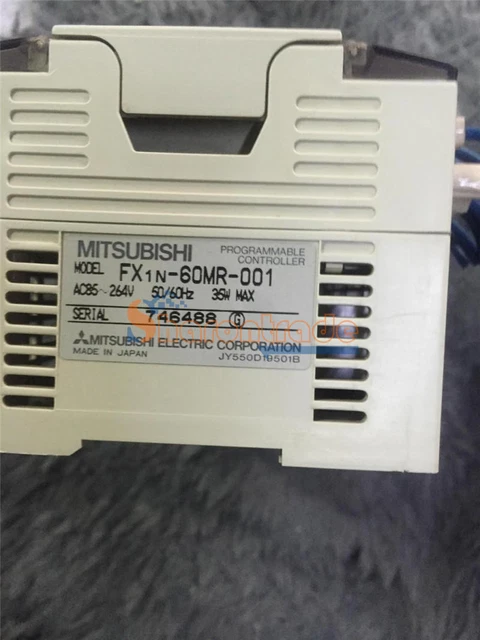 MITSUBISHI
PROGRAMMABLE
CONTROLLER
MODEL FX1N-60MR-001
AC85~264V 50/60Hz 35W MAX
SERIAL 746488 G
MITSUBISHI ELECTRIC CORPORATION
MADE IN JAPAN JY550D19501B